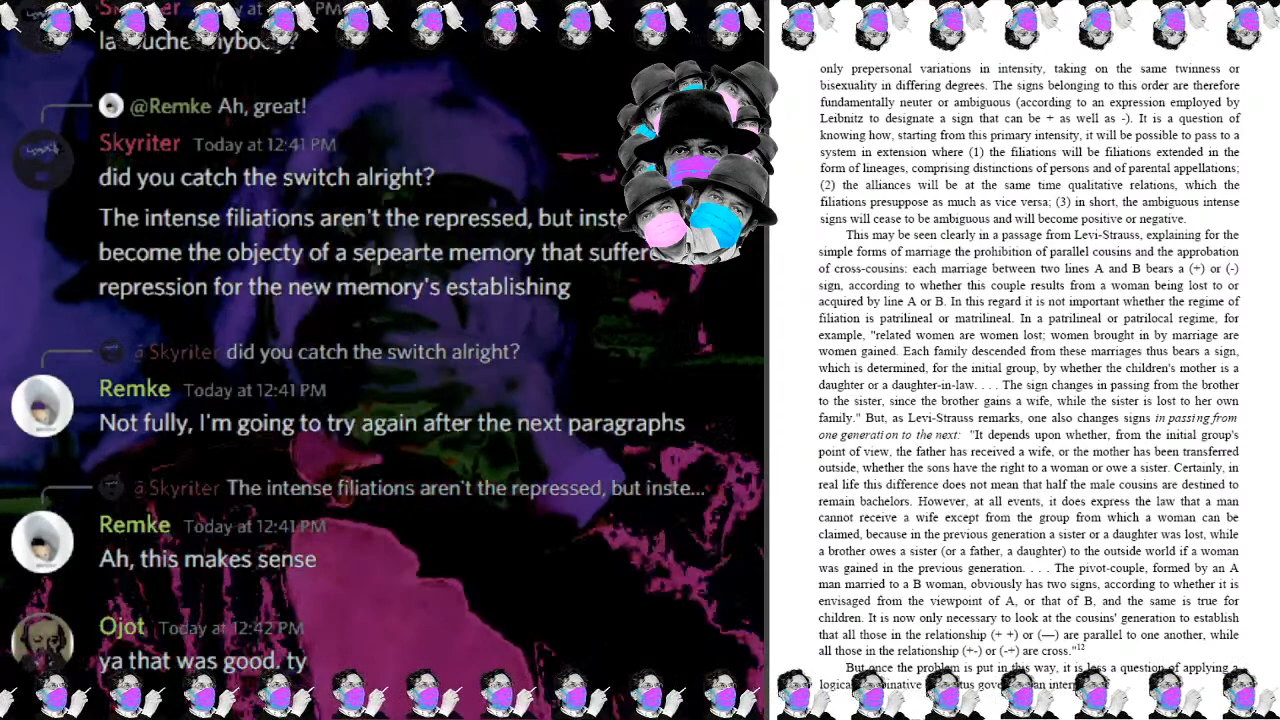 @Remke Ah, great!
Skyriter Today at 12:41 PM
did you catch the switch alright?
The intense filiations aren't the repressed, but inste
become the objecty of a sepearte memory that suffere
repression for the new memory's establishing
Skyriter did you catch the switch alright?
Remke Today at 12:41 PM
Not fully, I'm going to try again after the next paragraphs
Skyriter The intense filiations aren't the repressed, but inste...
Remke Today at 12:41 PM
Ah, this makes sense
Ojot Today at 12:42 PM
ya that was good. ty
only prepersonal variations in intensity, taking on the same twinness or
bisexuality in differing degrees. The signs belonging to this order are therefore
fundamentally neuter or ambiguous (according to an expression employed by
Leibnitz to designate a sign that can be + as well as -). It is a question of
knowing how, starting from this primary intensity, it will be possible to pass to a
system in extension where (1) the filiations will be filiations extended in the
form of lineages, comprising distinctions of persons and of parental appellations;
(2) the alliances will be at the same time qualitative relations, which the
filiations presuppose as much as vice versa; (3) in short, the ambiguous intense
signs will cease to be ambiguous and will become positive or negative.
This may be seen clearly in a passage from Levi-Strauss, explaining for the
simple forms of marriage the prohibition of parallel cousins and the approbation
of cross-cousins: each marriage between two lines A and B bears a (+) or (-)
sign, according to whether this couple results from a woman being lost to or
acquired by line A or B. In this regard it is not important whether the regime of
filiation is patrilineal or matrilineal. In a patrilineal or patrilocal regime, for
example, "related women are women lost; women brought in by marriage are
women gained. Each family descended from these marriages thus bears a sign,
which is determined, for the initial group, by whether the children's mother is a
daughter or a daughter-in-law. . . . The sign changes in passing from the brother
to the sister, since the brother gains a wife, while the sister is lost to her own
family." But, as Levi-Strauss remarks, one also changes signs in passing from
one generation to the next: "It depends upon whether, from the initial group's
point of view, the father has received a wife, or the mother has been transferred
outside, whether the sons have the right to a woman or owe a sister. Certainly, in
real life this difference does not mean that half the male cousins are destined to
remain bachelors. However, at all events, it does express the law that a man
cannot receive a wife except from the group from which a woman can be
claimed, because in the previous generation a sister or a daughter was lost, while
a brother owes a sister (or a father, a daughter) to the outside world if a woman
was gained in the previous generation. . . . The pivot-couple, formed by an A
man married to a B woman, obviously has two signs, according to whether it is
envisaged from the viewpoint of A, or that of B, and the same is true for
children. It is now only necessary to look at the cousins' generation to establish
that all those in the relationship (+ +) or (—) are parallel to one another, while
all those in the relationship (+-) or (-+) are cross."12
But once the problem is put in this way, it is less a question of applying a